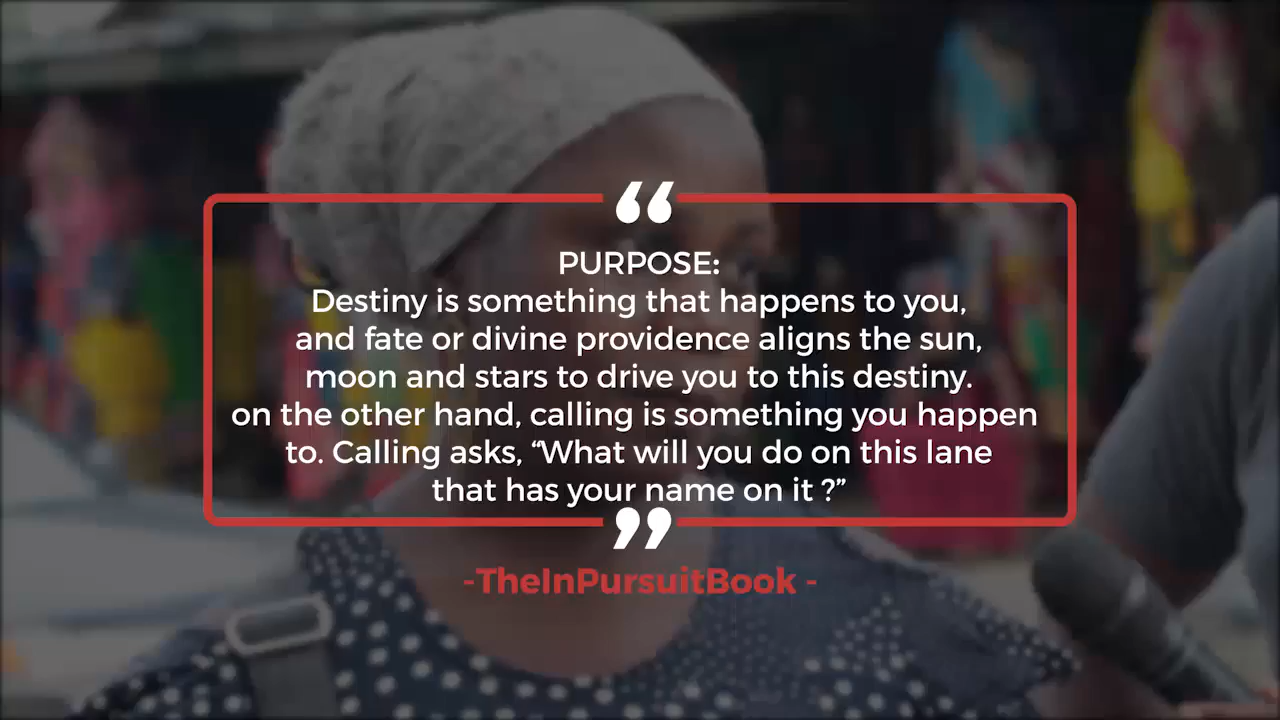 “
PURPOSE:
Destiny is something that happens to you,
and fate or divine providence aligns the sun,
moon and stars to drive you to this destiny.
on the other hand, calling is something you happen
to. Calling asks, “What will you do on this lane
that has your name on it ?”
”
-TheInPursuitBook -